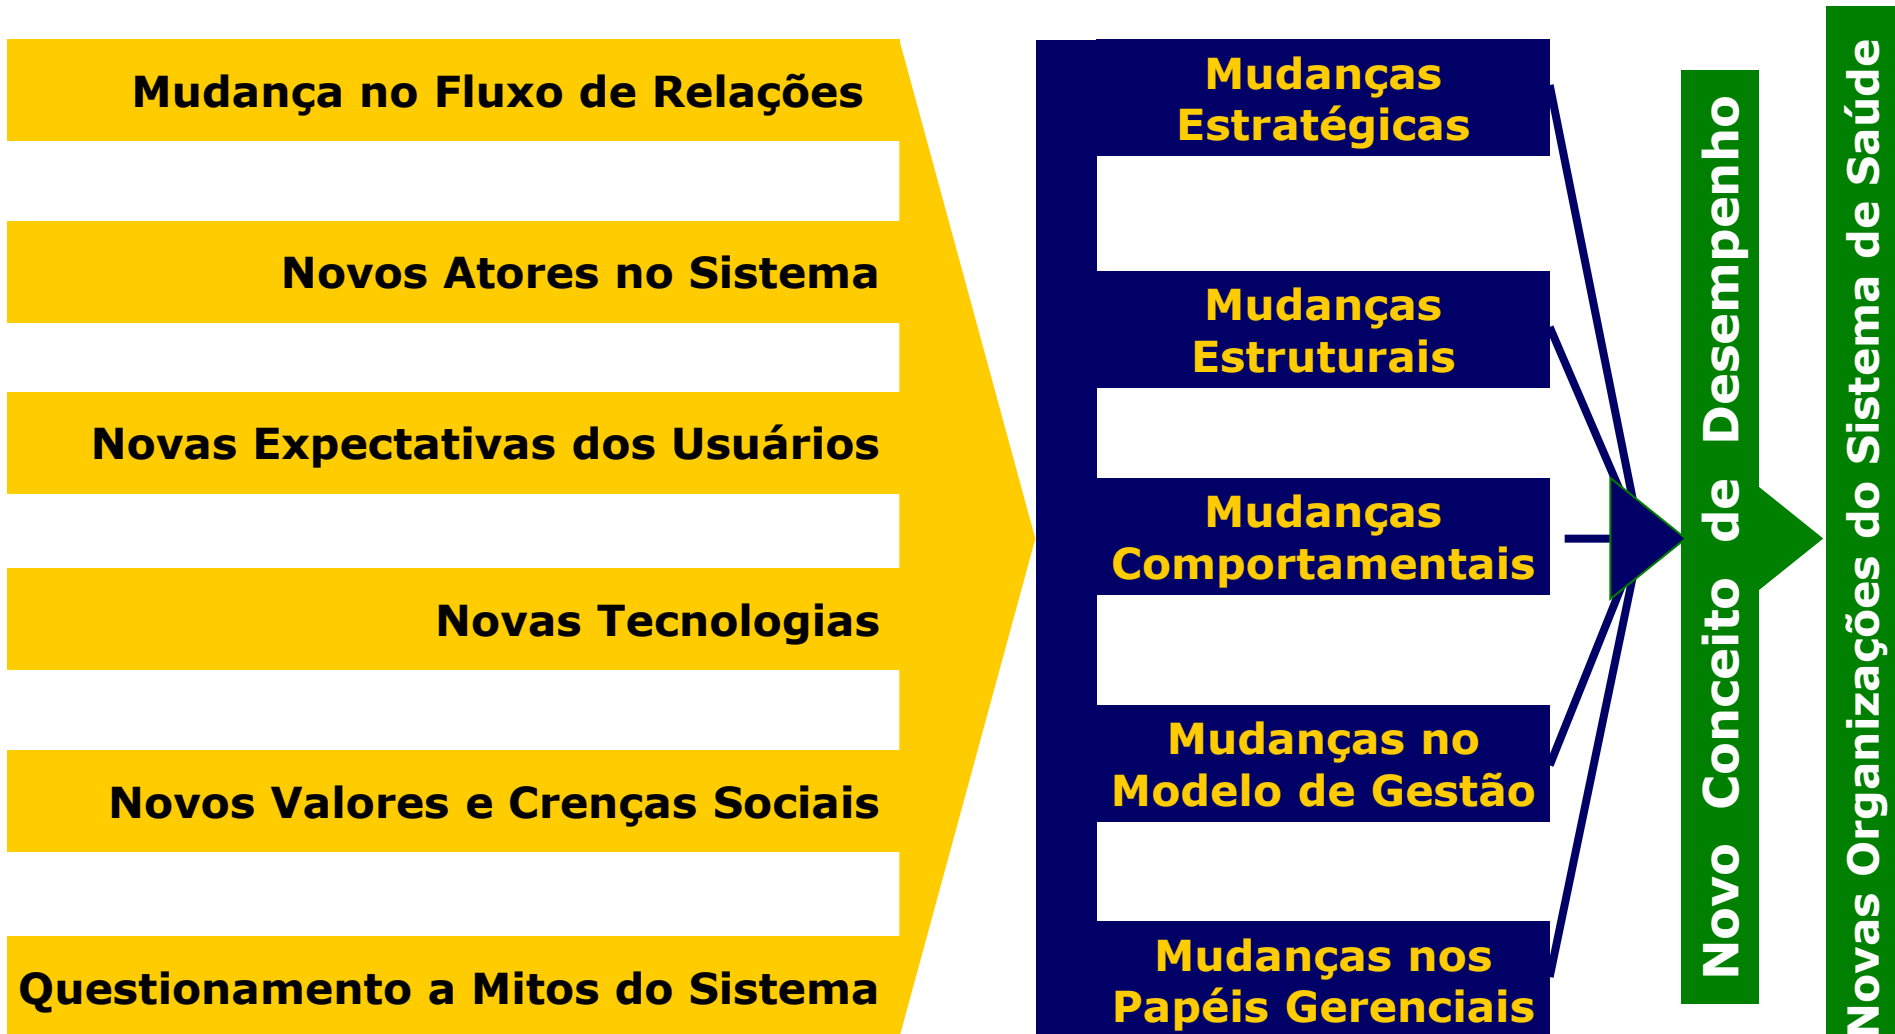 Mudança no Fluxo de Relações
Novos Atores no Sistema
Novas Expectativas dos Usuários
Novas Tecnologias
Novos Valores e Crenças Sociais
Questionamento a Mitos do Sistema
Mudanças
Estratégicas
Mudanças
Estruturais
Mudanças
Comportamentais
Mudanças no
Modelo de Gestão
Mudanças nos
Papéis Gerenciais
Novo Conceito de Desempenho
Novas Organizações do Sistema de Saúde